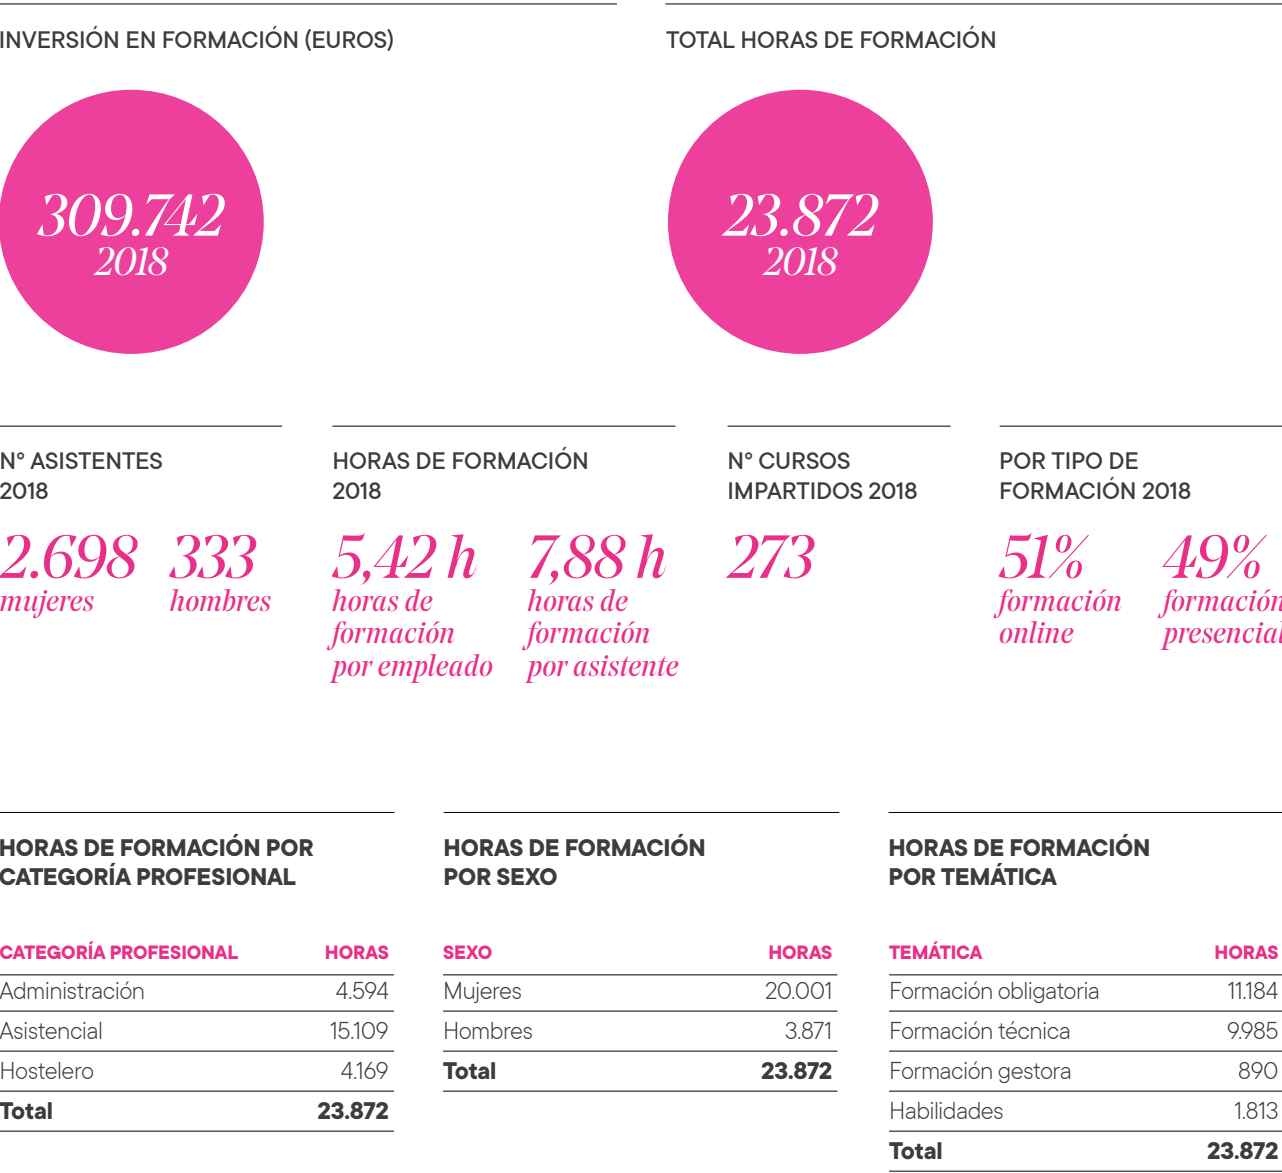 INVERSIÓN EN FORMACIÓN (EUROS)
309.742
2018
TOTAL HORAS DE FORMACIÓN
23.872
2018
N° ASISTENTES
2018
2.698
mujeres
333
hombres
HORAS DE FORMACIÓN
2018
5,42 h
horas de
formación
por empleado
7,88 h
horas de
formación
por asistente
N° CURSOS
IMPARTIDOS 2018
273
POR TIPO DE
FORMACIÓN 2018
51%
formación
online
49%
formación
presencial
HORAS DE FORMACIÓN POR
CATEGORÍA PROFESIONAL
CATEGORÍA PROFESIONAL HORAS
Administración 4.594
Asistencial 15.109
Hostelero 4.169
Total 23.872
HORAS DE FORMACIÓN
POR SEXO
SEXO HORAS
Mujeres 20.001
Hombres 3.871
Total 23.872
HORAS DE FORMACIÓN
POR TEMÁTICA
TEMÁTICA HORAS
Formación obligatoria 11.184
Formación técnica 9.985
Formación gestora 890
Habilidades 1.813
Total 23.872